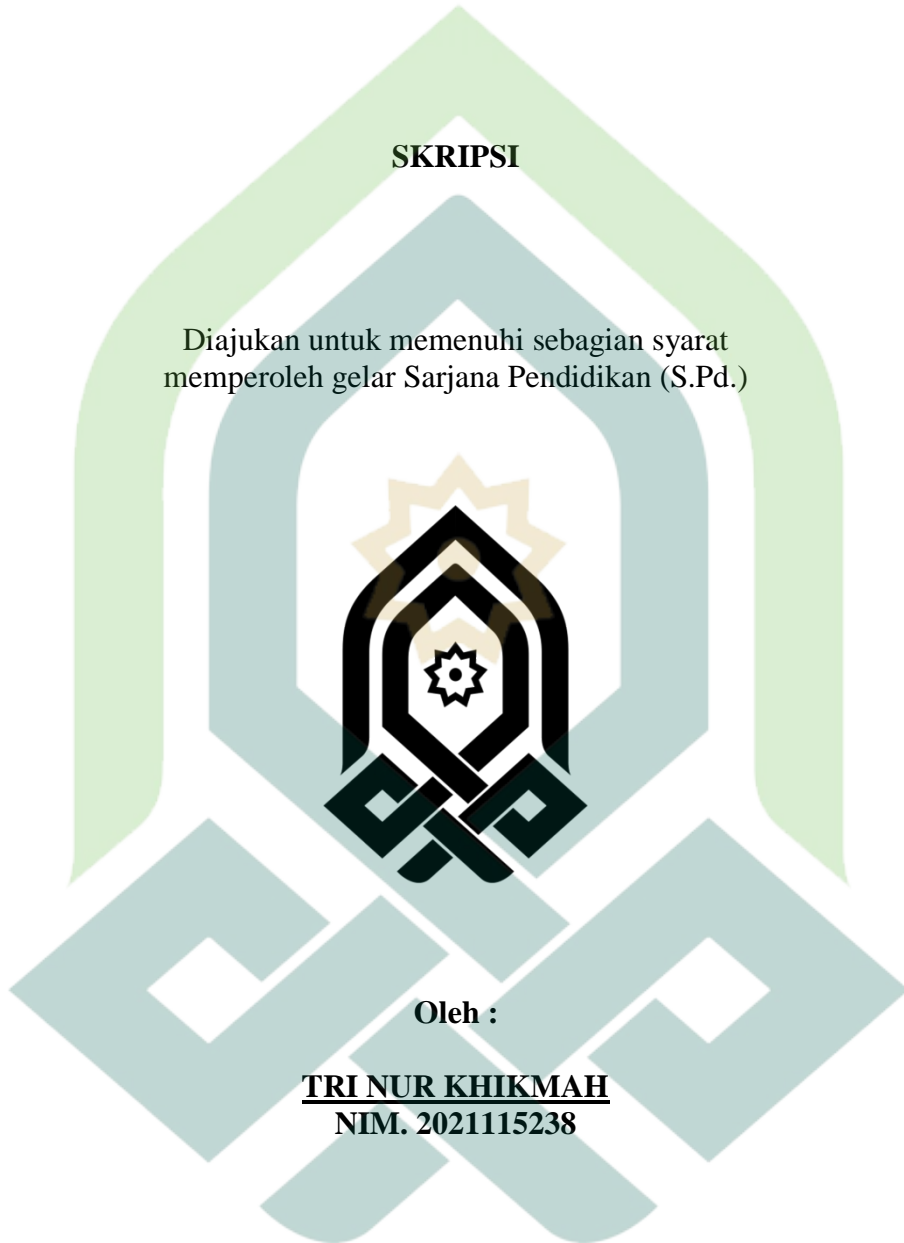 SKRIPSI
Diajukan untuk memenuhi sebagian syarat
memperoleh gelar Sarjana Pendidikan (S.Pd.)
Oleh :
TRI NUR KHIKMAH
NIM. 2021115238